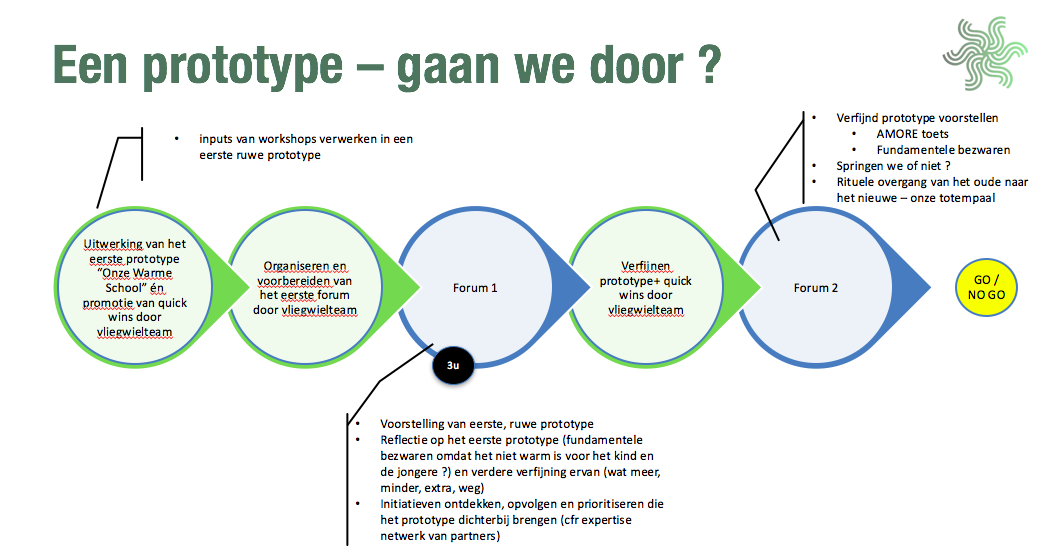 Een prototype – gaan we door ?
• inputs van workshops verwerken in een
eerste ruwe prototype
• Verfijnd prototype voorstellen
• AMORE toets
• Fundamentele bezwaren
• Springen we of niet ?
• Rituele overgang van het oude naar
het nieuwe – onze totempaal
Uitwerking van het
eerste prototype
“Onze Warme
School” én
promotie van quick
wins door
vliegwielteam
Organiseren en
voorbereiden van
het eerste forum
door vliegwielteam
Forum 1
Verfijnen
prototype+ quick
wins door
vliegwielteam
Forum 2
GO /
NO GO
3u
• Voorstelling van eerste, ruwe prototype
• Reflectie op het eerste prototype (fundamentele
bezwaren omdat het niet warm is voor het kind en
de jongere ?) en verdere verfijning ervan (wat meer,
minder, extra, weg)
• Initiatieven ontdekken, opvolgen en prioritiseren die
het prototype dichterbij brengen (cfr expertise
netwerk van partners)